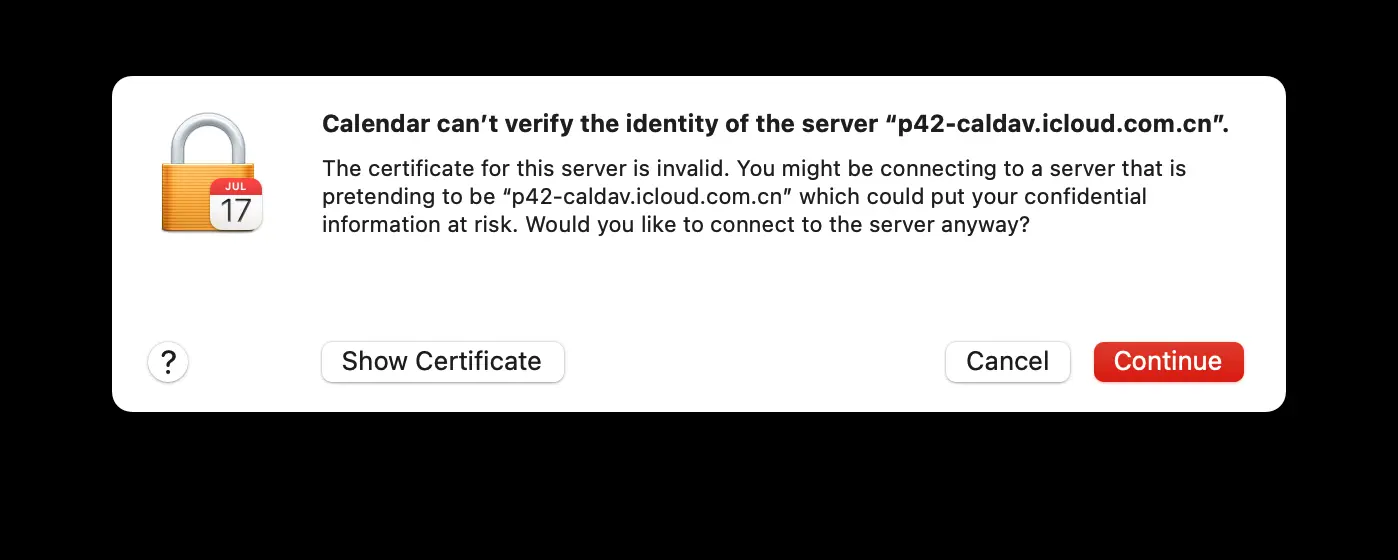 Calendar can’t verify the identity of the server “p42-caldav.icloud.com.cn”.
The certificate for this server is invalid. You might be connecting to a server that is
pretending to be “p42-caldav.icloud.com.cn” which could put your confidential
information at risk. Would you like to connect to the server anyway?
JUL
17
?
Show Certificate
Cancel
Continue